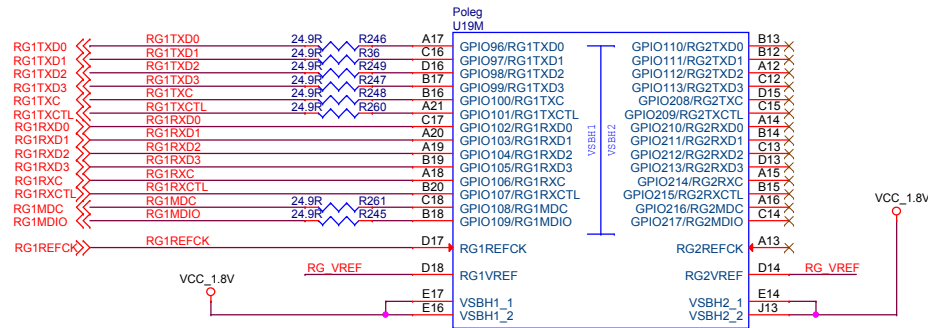 Poleg
U19M
RG1TXD0 RG1TXD0 24.9R R246 A17 GPIO96/RG1TXD0 GPIO110/RG2TXD0 B13
RG1TXD1 RG1TXD1 24.9R R36 C16 GPIO97/RG1TXD1 GPIO111/RG2TXD1 B12
RG1TXD2 RG1TXD2 24.9R R249 D16 GPIO98/RG1TXD2 GPIO112/RG2TXD2 A12
RG1TXD3 RG1TXD3 24.9R R247 B17 GPIO99/RG1TXD3 GPIO113/RG2TXD3 C12
RG1TXC RG1TXC 24.9R R248 B16 GPIO100/RG1TXC GPIO208/RG2TXC D15
RG1TXCTL RG1TXCTL 24.9R R260 A21 GPIO101/RG1TXCTL GPIO209/RG2TXCTL C15
RG1RXD0 RG1RXD0 C17 GPIO102/RG1RXD0 GPIO210/RG2RXD0 A14
RG1RXD1 RG1RXD1 A20 GPIO103/RG1RXD1 GPIO211/RG2RXD1 B14
RG1RXD2 RG1RXD2 A19 GPIO104/RG1RXD2 GPIO212/RG2RXD2 C13
RG1RXD3 RG1RXD3 B19 GPIO105/RG1RXD3 GPIO213/RG2RXD3 D13
RG1RXC RG1RXC A18 GPIO106/RG1RXC GPIO214/RG2RXC A15
RG1RXCTL RG1RXCTL B20 GPIO107/RG1RXCTL GPIO215/RG2RXCTL B15
RG1MDC RG1MDC 24.9R R261 C18 GPIO108/RG1MDC GPIO216/RG2MDC A16
RG1MDIO RG1MDIO 24.9R R245 B18 GPIO109/RG1MDIO GPIO217/RG2MDIO C14
VSBH1 VSBH2
VCC_1.8V
RG1REFCK RG1REFCK D17 RG1REFCK RG2REFCK A13
RG_VREF D18 RG1VREF RG2VREF D14 RG_VREF
VCC_1.8V
E17 VSBH1_1 VSBH2_1 E14
E16 VSBH1_2 VSBH2_2 J13